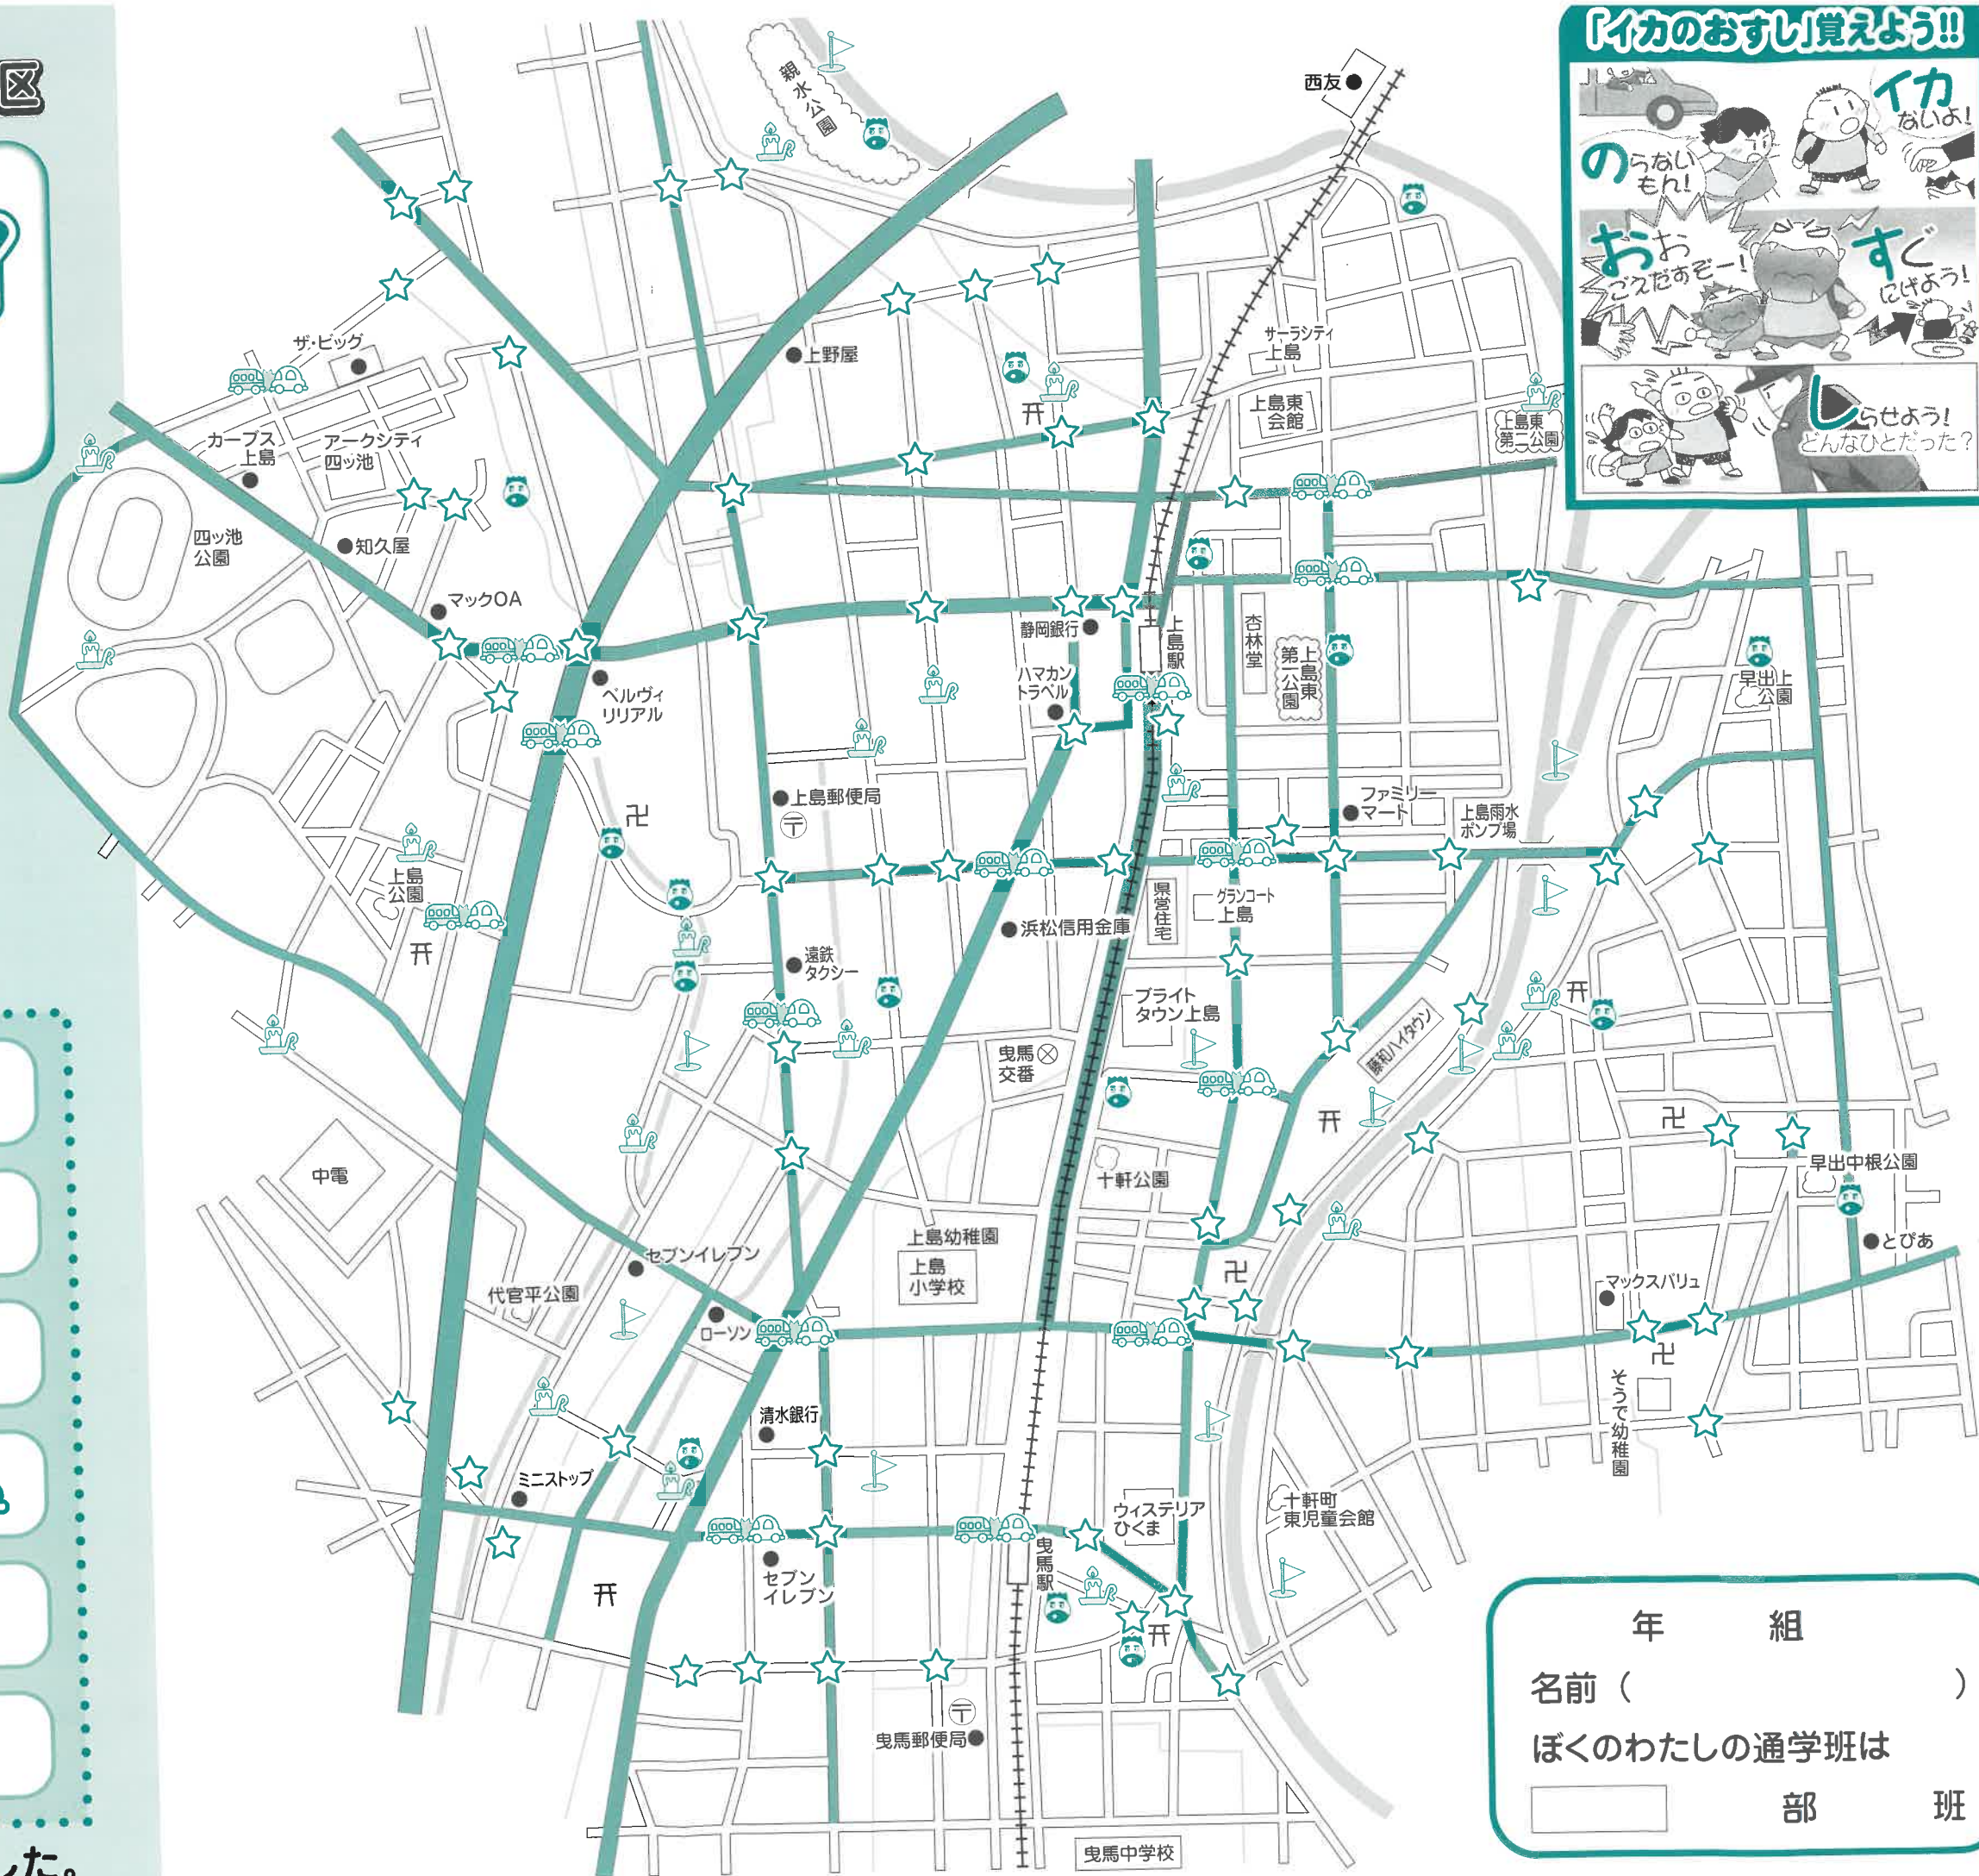 区
した。
「イカのおすし」覚えよう!!
イカ
ないよ!
のらない
もん!
おお
ごえだすぞー!
すぐ
にげよう!
しらせよう!
どんなひとだった?
親水公園
西友
サーラシティ
上島
上島東
会館
上島東
第二公園
ザ・ビッグ
上野屋
カーブス
上島
アークシティ
四ッ池
四ッ池
公園
知久屋
マックOA
ベルヴィ
リリアル
静岡銀行
上島駅
ハマカン
トラベル
杏林堂
上島東
第一公園
早出上
公園
上島郵便局
ファミリー
マート
上島雨水
ポンプ場
上島
公園
浜松信用金庫
県営住宅
グランコート
上島
遠鉄
タクシー
ブライト
タウン上島
曳馬
交番
藤和ハイタウン
中電
十軒公園
早出中根公園
とぴあ
上島幼稚園
上島
小学校
セブンイレブン
代官平公園
ローソン
マックスバリュ
そうで幼稚園
清水銀行
ミニストップ
ウィステリア
ひくま
十軒町
東児童会館
曳馬駅
セブン
イレブン
曳馬郵便局
曳馬中学校
年 組
名前( )
ぼくのわたしの通学班は
部 班